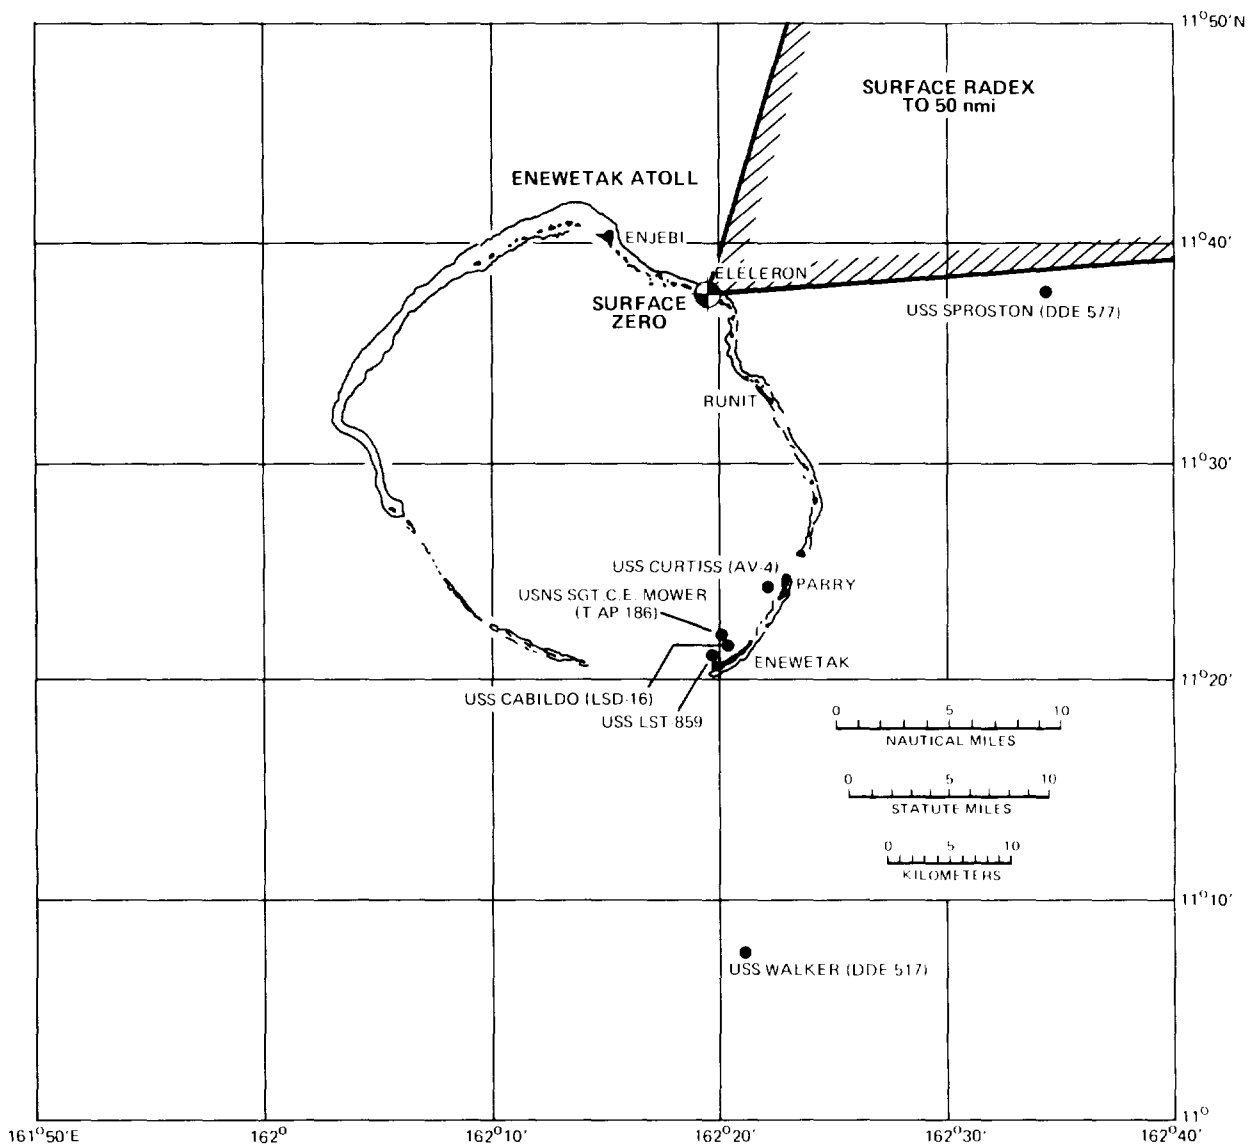 11°50'N
SURFACE RADEX
TO 50 nmi
ENEWETAK ATOLL
ENJEBI
11°40'
ELELERON
SURFACE
ZERO
USS SPROSTON (DDE 577)
RUNIT
11°30'
USS CURTISS (AV-4)
PARRY
USNS SGT. C.E. MOWER
(T AP 186)
ENEWETAK
11°20'
USS CABILDO (LSD-16)
USS LST 859
0 5 10
NAUTICAL MILES
0 5 10
STATUTE MILES
0 5 10
KILOMETERS
11°10'
USS WALKER (DDE 517)
11°
161°50'E 162° 162°10' 162°20' 162°30' 162°40'